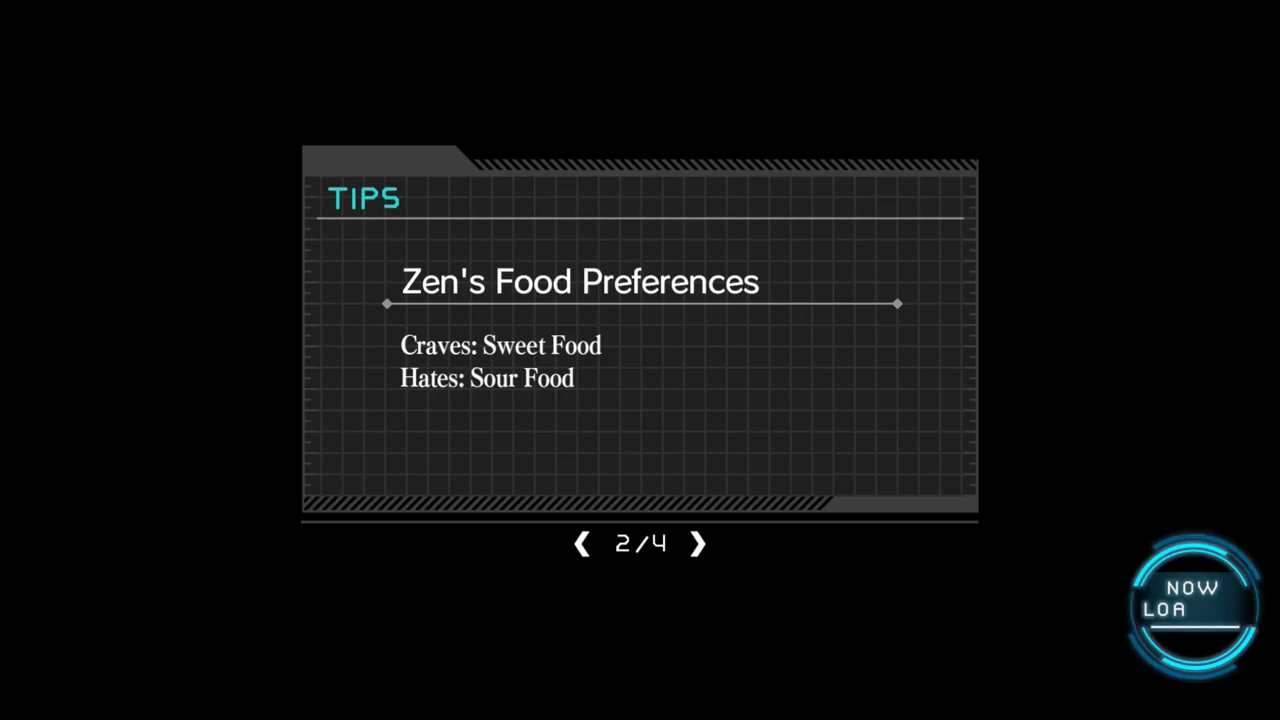 TIPS
Zen's Food Preferences
Craves: Sweet Food
Hates: Sour Food
❮ 2/4 ❯
NOW
LOA